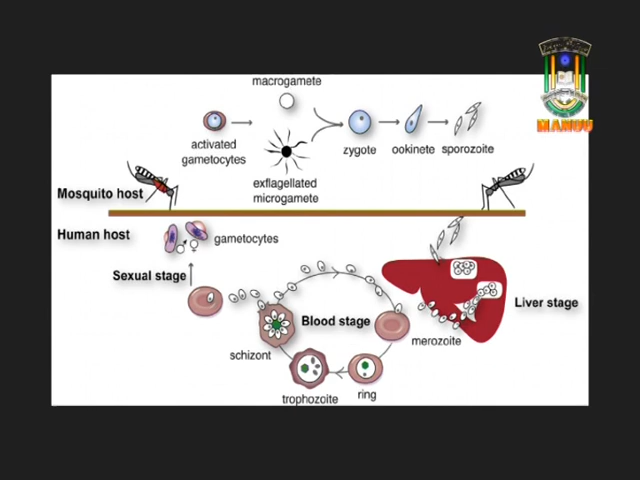 macrogamete
activated
gametocytes
exflagellated
microgamete
zygote
ookinete
sporozoite
Mosquito host
Human host
gametocytes
Sexual stage
Liver stage
Blood stage
merozoite
schizont
trophozoite
ring
MANUU